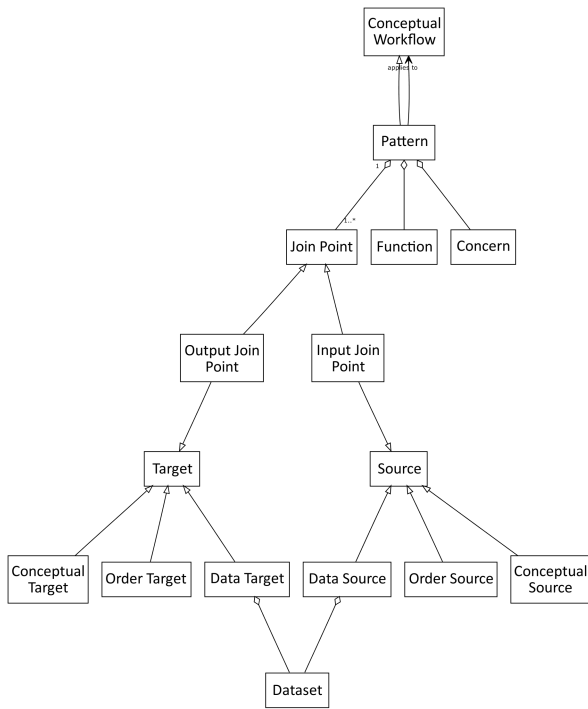 Conceptual
Workflow
applies to
Pattern
1
1..*
Join Point
Function
Concern
Output Join
Point
Input Join
Point
Target
Source
Conceptual
Target
Order Target
Data Target
Data Source
Order Source
Conceptual
Source
Dataset